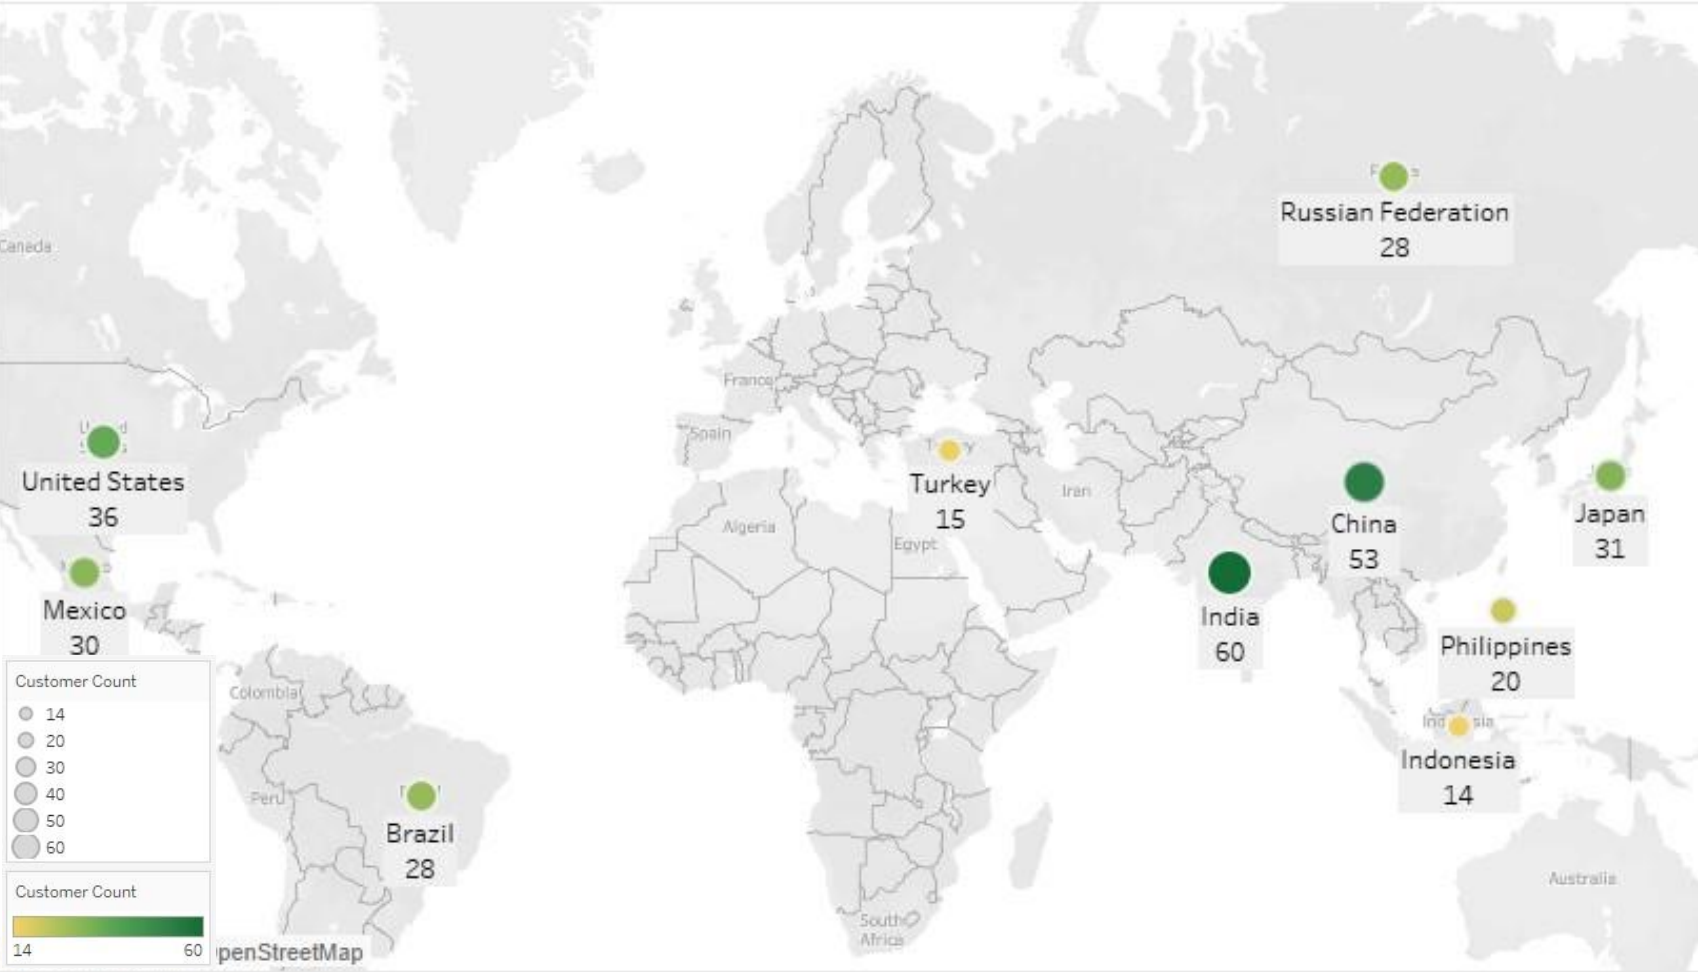 Canada
Russian Federation
28
France
Spain
United States
36
Turkey
15
Iran
China
53
Japan
31
Algeria
Egypt
Mexico
30
India
60
Philippines
20
Colombia
Indonesia
14
Peru
Brazil
28
Australia
South
Africa
Customer Count
14
20
30
40
50
60
Customer Count
14 60
penStreetMap